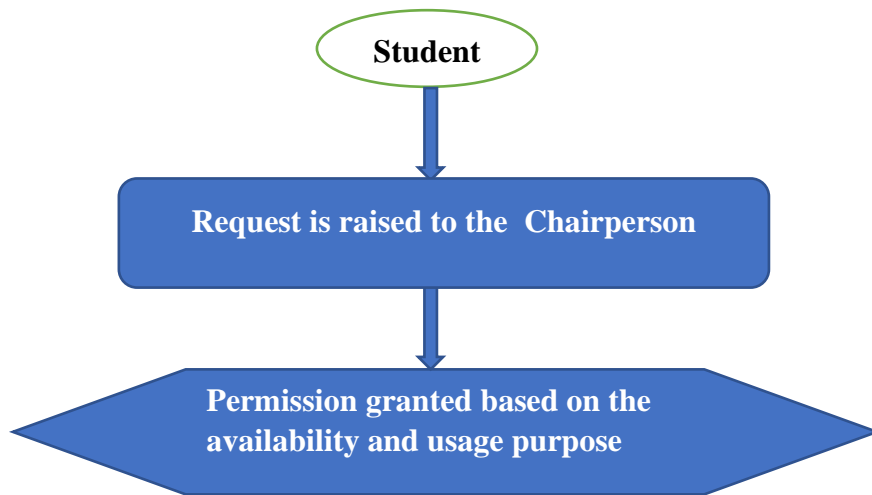 Student
Request is raised to the  Chairperson
Permission granted based on the
availability and usage purpose